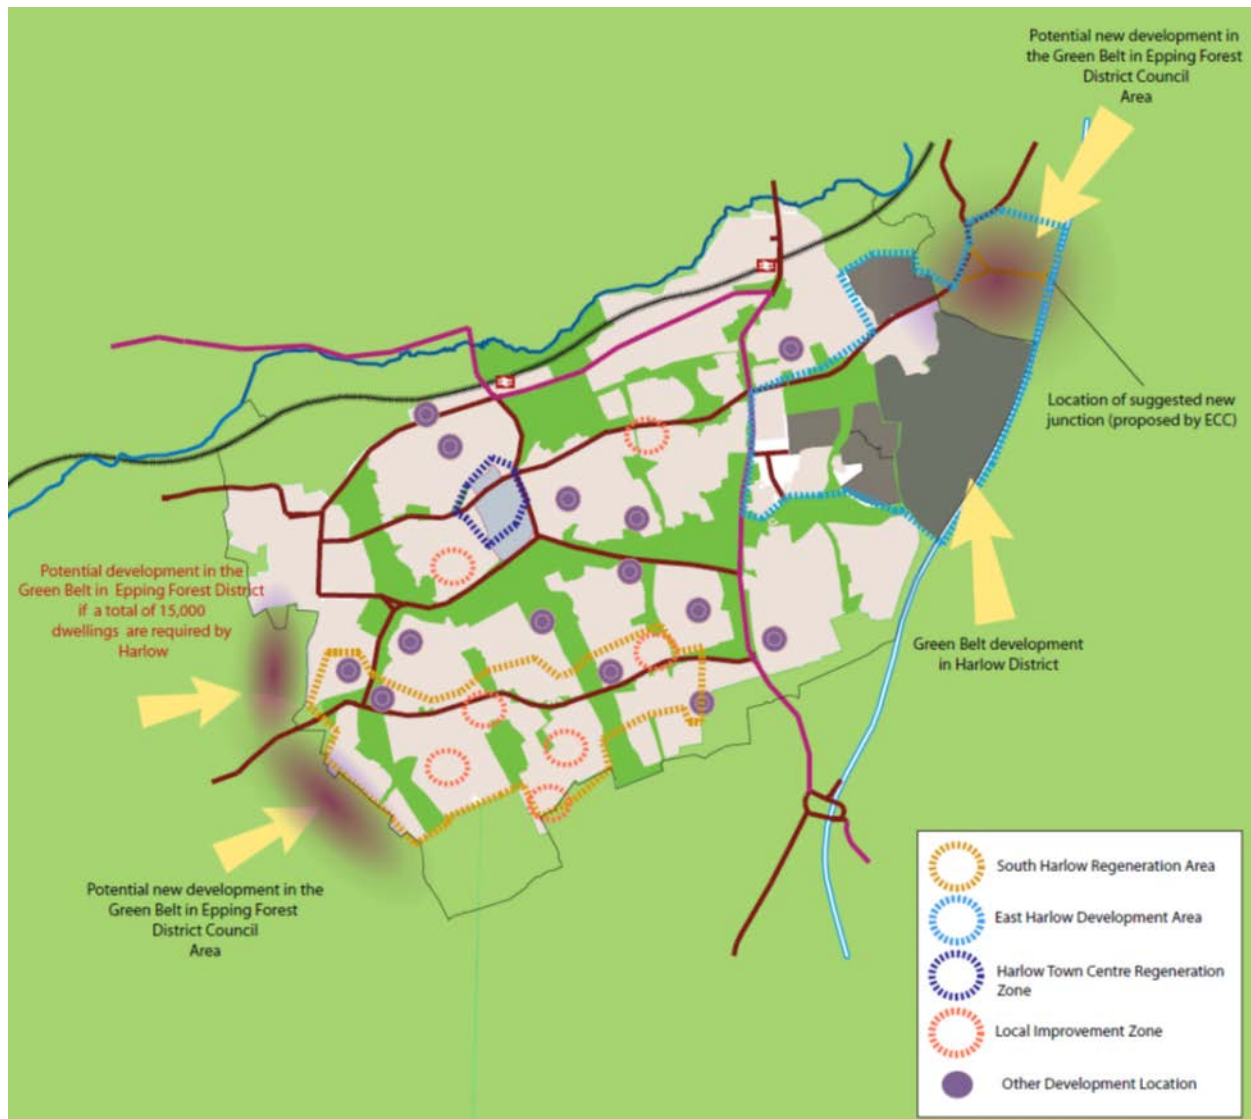 Potential new development in
the Green Belt in Epping Forest
District Council
Area
Location of suggested new
junction (proposed by ECC)
Potential development in the
Green Belt in Epping Forest District
if a total of 15,000
dwellings are required by
Harlow
Green Belt development
in Harlow District
Potential new development in the
Green Belt in Epping Forest
District Council
Area
South Harlow Regeneration Area
East Harlow Development Area
Harlow Town Centre Regeneration
Zone
Local Improvement Zone
Other Development Location